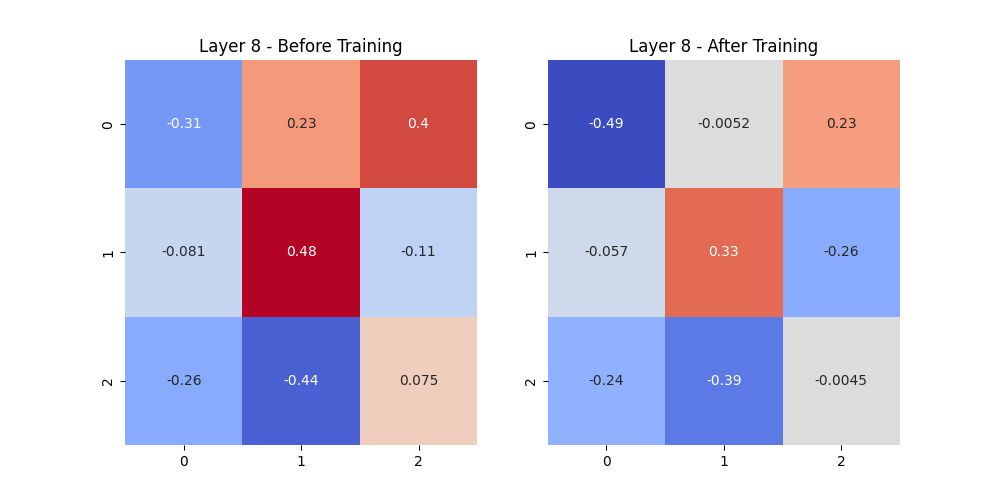 Layer 8 - Before Training
0 -0.31 0.23 0.4
1 -0.081 0.48 -0.11
2 -0.26 -0.44 0.075
0 1 2
Layer 8 - After Training
0 -0.49 -0.0052 0.23
1 -0.057 0.33 -0.26
2 -0.24 -0.39 -0.0045
0 1 2